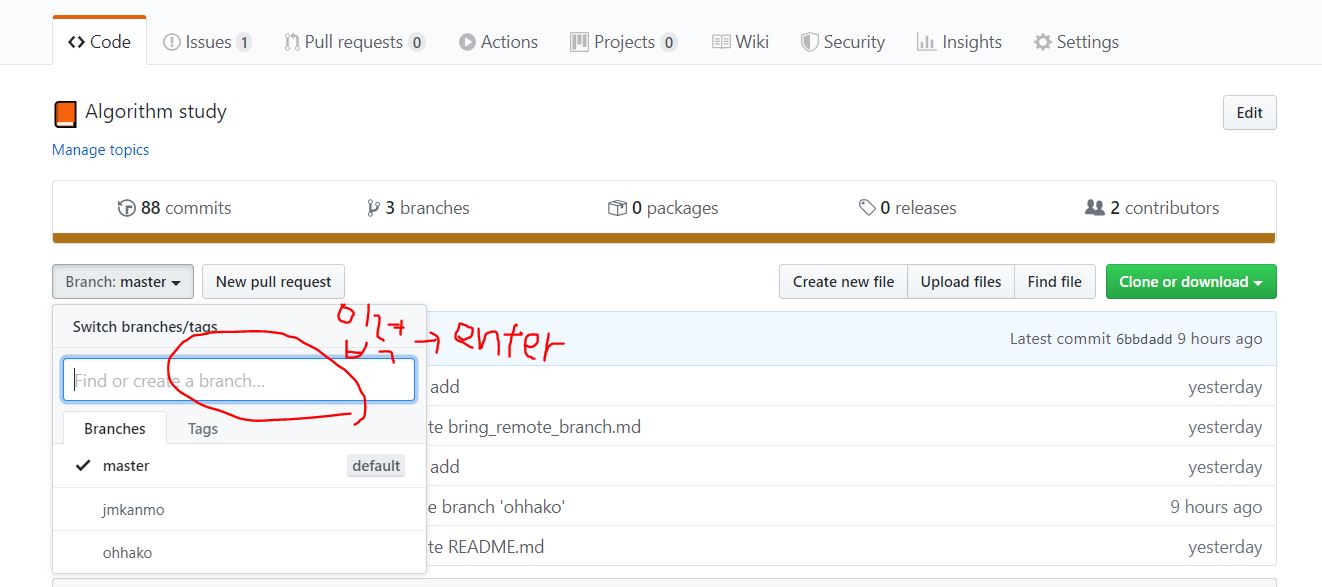 Code Issues 1 Pull requests 0 Actions Projects 0 Wiki Security Insights Settings
Algorithm study
Edit
Manage topics
88 commits 3 branches 0 packages 0 releases 2 contributors
Branch: master New pull request Create new file Upload files Find file Clone or download
Switch branches/tags
→ enter
Latest commit 6bbdadd 9 hours ago
Find or create a branch...
add yesterday
Branches Tags
te bring_remote_branch.md yesterday
master default
add yesterday
jmkanmo
e branch 'ohhako' 9 hours ago
ohhako
te README.md yesterday